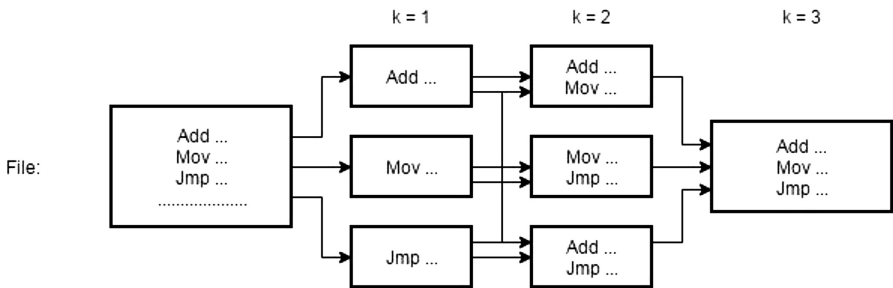 k = 1
k = 2
k = 3
File:
Add ...
Mov ...
Jmp ...
....................
Add ...
Mov ...
Jmp ...
Add ...
Mov ...
Mov ...
Jmp ...
Add ...
Jmp ...
Add ...
Mov ...
Jmp ...